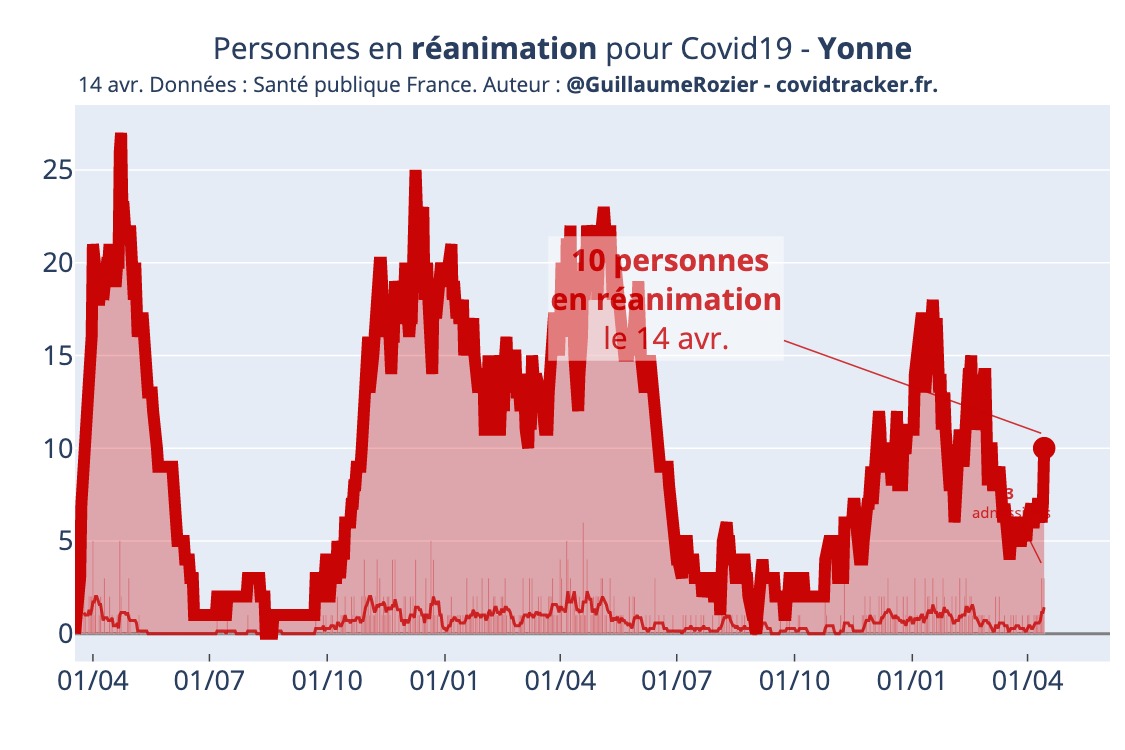 Personnes en réanimation pour Covid19 - Yonne
14 avr. Données : Santé publique France. Auteur : @GuillaumeRozier - covidtracker.fr.
25
20
15
10
5
0
10 personnes
en réanimation
le 14 avr.
3
admissions
01/04 01/07 01/10 01/01 01/04 01/07 01/10 01/01 01/04